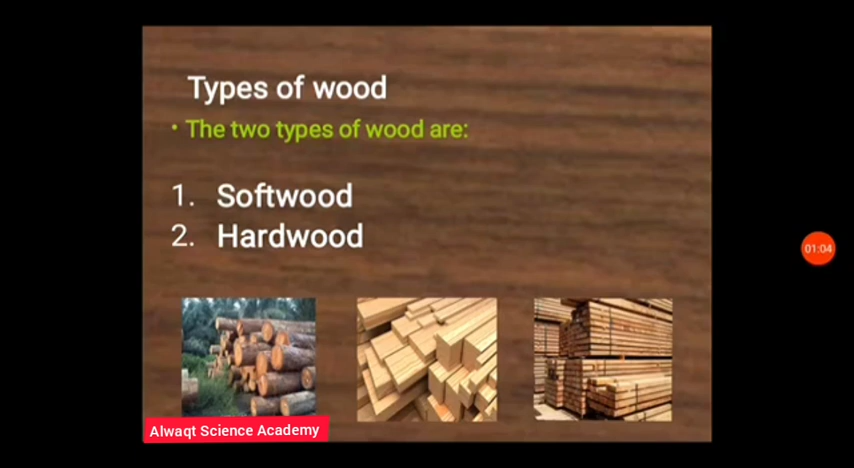 Types of wood
• The two types of wood are:
1. Softwood
2. Hardwood
01:04
Alwaqt Science Academy